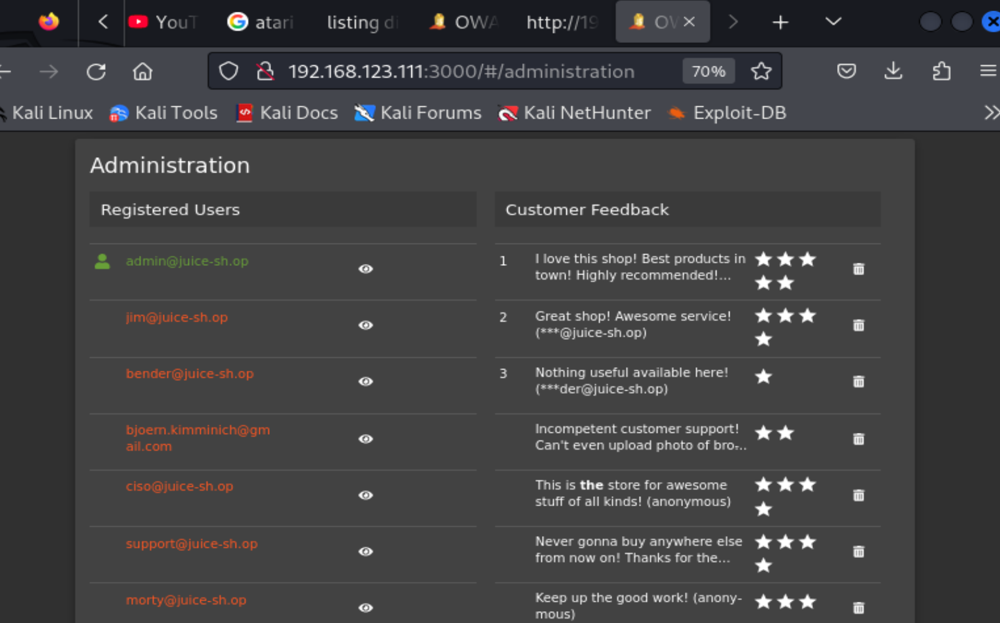 YouT
atari
listing di
OWA
http://19
OV
192.168.123.111:3000/#/administration
70%
Kali Linux
Kali Tools
Kali Docs
Kali Forums
Kali NetHunter
Exploit-DB
Administration
Registered Users
Customer Feedback
admin@juice-sh.op
1
I love this shop! Best products in
town! Highly recommended!...
jim@juice-sh.op
2
Great shop! Awesome service!
(***@juice-sh.op)
bender@juice-sh.op
3
Nothing useful available here!
(***der@juice-sh.op)
bjoern.kimminich@gm
ail.com
Incompetent customer support!
Can't even upload photo of bro-..
ciso@juice-sh.op
This is the store for awesome
stuff of all kinds! (anonymous)
support@juice-sh.op
Never gonna buy anywhere else
from now on! Thanks for the...
morty@juice-sh.op
Keep up the good work! (anony-
mous)